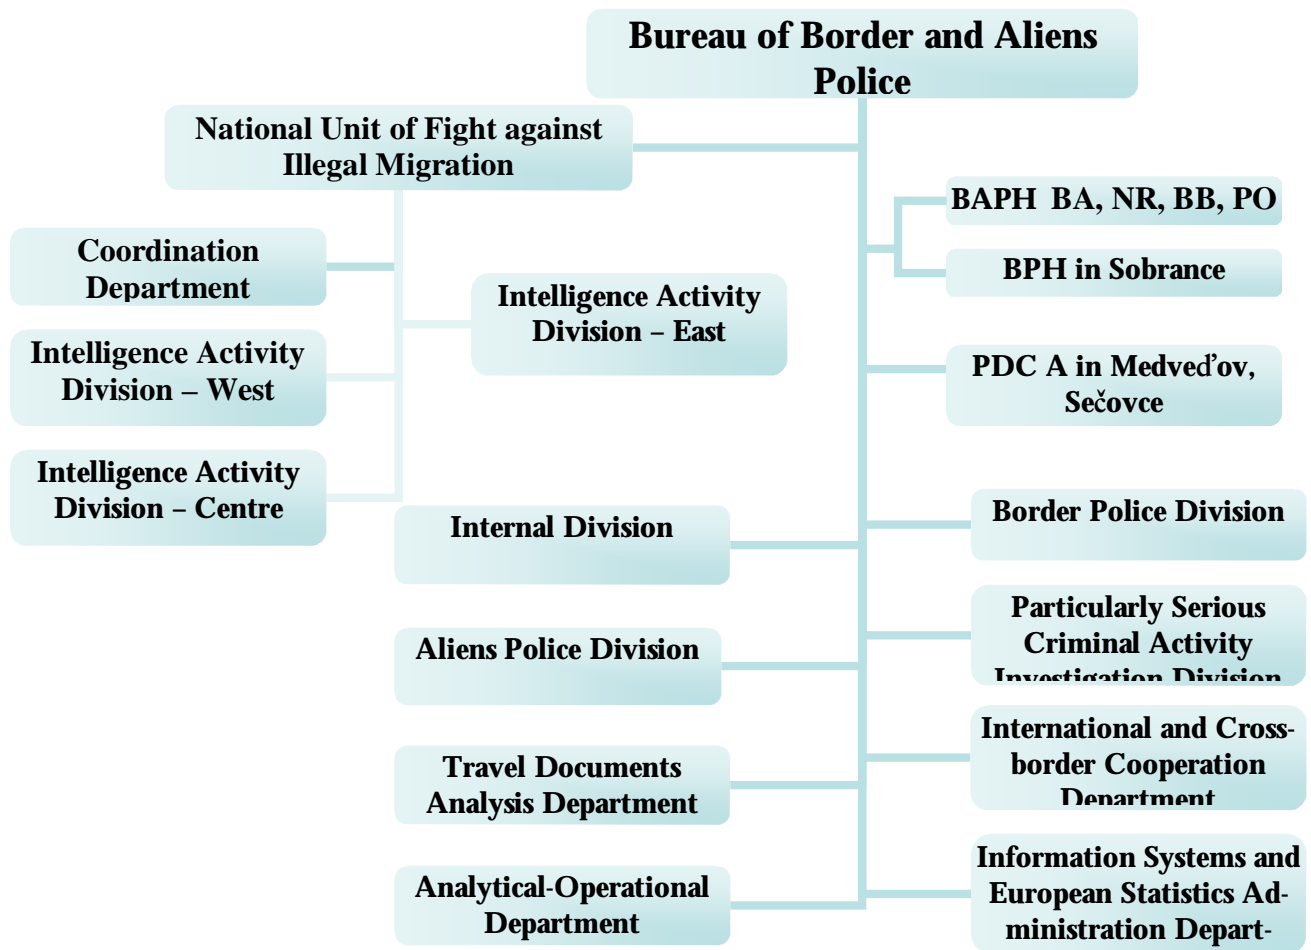 Bureau of Border and Aliens
Police
National Unit of Fight against
Illegal Migration
BAPH BA, NR, BB, PO
BPH in Sobrance
Coordination
Department
Intelligence Activity
Division – East
Intelligence Activity
Division – West
PDC A in Medveďov,
Sečovce
Intelligence Activity
Division – Centre
Internal Division
Border Police Division
Aliens Police Division
Particularly Serious
Criminal Activity
Investigation Division
Travel Documents
Analysis Department
International and Cross-
border Cooperation
Department
Analytical-Operational
Department
Information Systems and
European Statistics Ad-
ministration Depart-